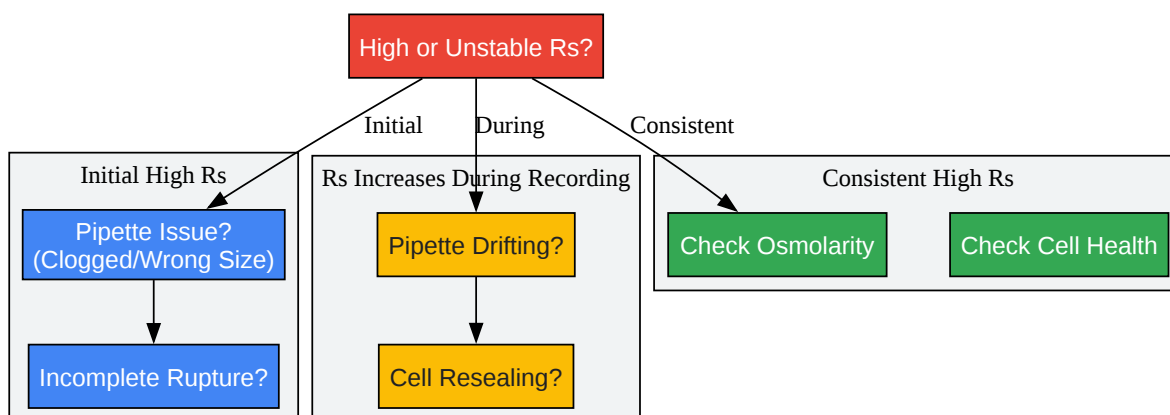 High or Unstable Rs?
Initial
During
Consistent
Initial High Rs
Rs Increases During Recording
Consistent High Rs
Pipette Issue?
(Clogged/Wrong Size)
Pipette Drifting?
Check Osmolarity
Check Cell Health
Incomplete Rupture?
Cell Resealing?